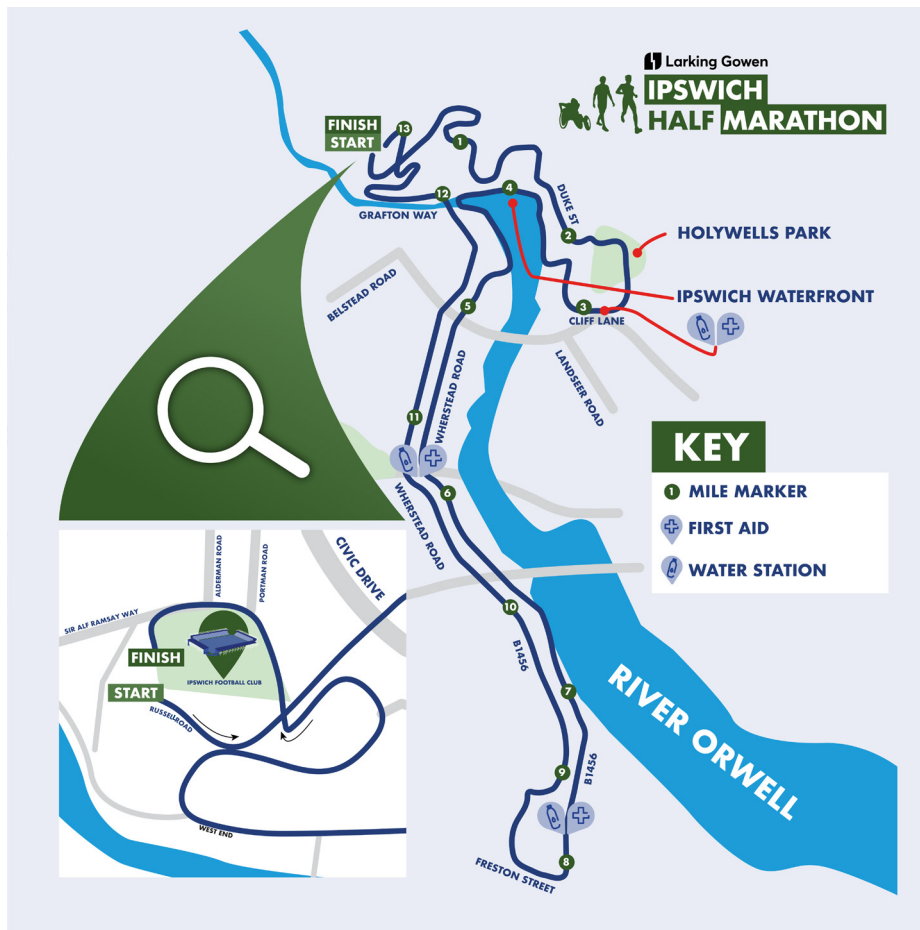 Larking Gowen
IPSWICH
HALF MARATHON
FINISH
START
13
1
12
4
GRAFTON WAY
DUKE ST
2
HOLYWELLS PARK
BELSTEAD ROAD
IPSWICH WATERFRONT
5
3
CLIFF LANE
LANDSEER ROAD
WHERSTEAD ROAD
11
KEY
6
1 MILE MARKER
WHERSTEAD ROAD
FIRST AID
WATER STATION
10
B1456
7
RIVER ORWELL
9
B1456
8
FRESTON STREET
ALDERMAN ROAD
PORTMAN ROAD
CIVIC DRIVE
SIR ALF RAMSAY WAY
FINISH
IPSWICH FOOTBALL CLUB
START
RUSSELROAD
WEST END